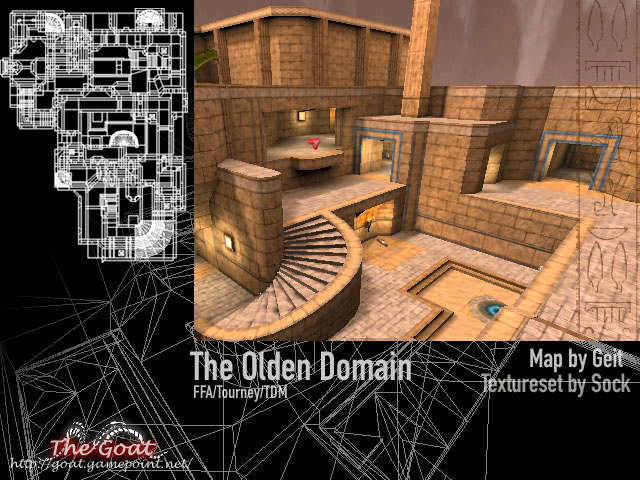 The Olden Domain
FFA/Tourney/TDM
Map by Geit
Textureset by Sock
The Goat
http://goat.gamepoint.net/